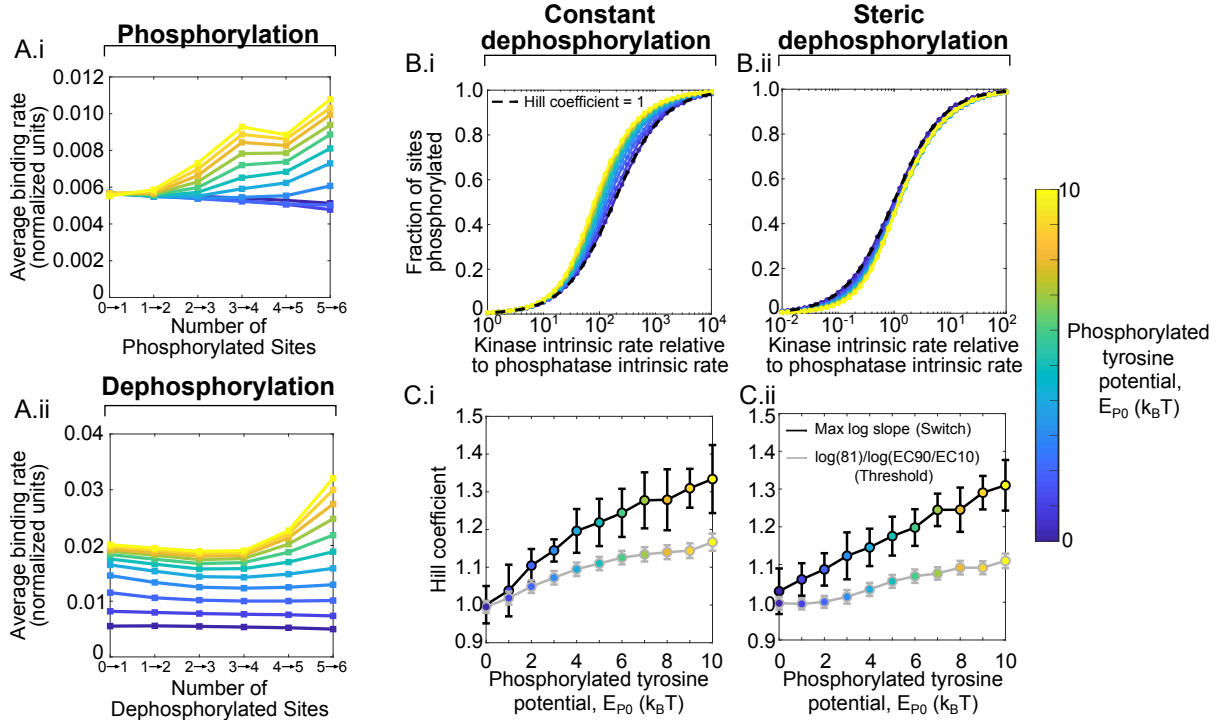 Phosphorylation
A.i
Average binding rate
(normalized units)
0.012
0.010
0.008
0.006
0.004
0.002
0
0→1 1→2 2→3 3→4 4→5 5→6
Number of
Phosphorylated Sites
Dephosphorylation
A.ii
Average binding rate
(normalized units)
0.04
0.03
0.02
0.01
0
0→1 1→2 2→3 3→4 4→5 5→6
Number of
Dephosphorylated Sites
Constant
dephosphorylation
B.i
Fraction of sites
phosphorylated
1.0
0.8
0.6
0.4
0.2
0
Hill coefficient = 1
10^0 10^1 10^2 10^3 10^4
Kinase intrinsic rate relative
to phosphatase intrinsic rate
Steric
dephosphorylation
B.ii
1.0
0.8
0.6
0.4
0.2
0
10^-2 10^-1 10^0 10^1 10^2
Kinase intrinsic rate relative
to phosphatase intrinsic rate
C.i
Hill coefficient
1.5
1.4
1.3
1.2
1.1
1.0
0.9
0 2 4 6 8 10
Phosphorylated tyrosine
potential, E_P0 (k_BT)
C.ii
Max log slope (Switch)
log(81)/log(EC90/EC10)
(Threshold)
1.5
1.4
1.3
1.2
1.1
1.0
0.9
0 2 4 6 8 10
Phosphorylated tyrosine
potential, E_P0 (k_BT)
10
0
Phosphorylated
tyrosine
potential,
E_P0 (k_BT)